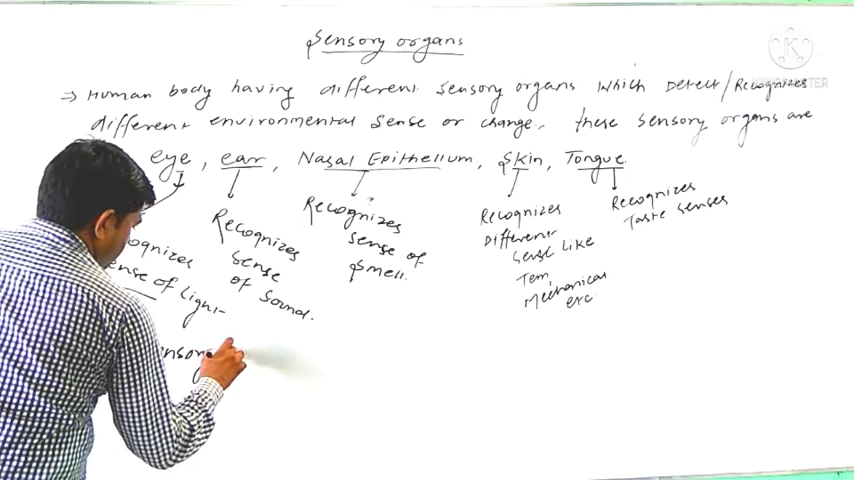 Sensory organs
→ Human body having different sensory organs which Detect/Recognizes
different environmental sense or change, these sensory organs are
eye, ear, Nasal Epithelium, Skin, Tongue.
ognizes
ense of light
Recognizes
sense
of sound.
Recognizes
sense of
smell.
Recognizes
Different
sense like
Tem
Mechanical
exc
Recognizes
Taste senses
ensory
K